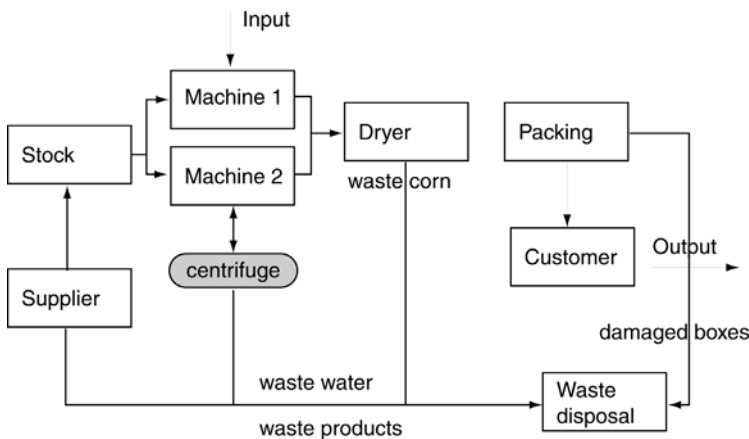 Input
Machine 1
Stock
Machine 2
Dryer
Packing
waste corn
centrifuge
Supplier
Customer
Output
damaged boxes
waste water
Waste
disposal
waste products